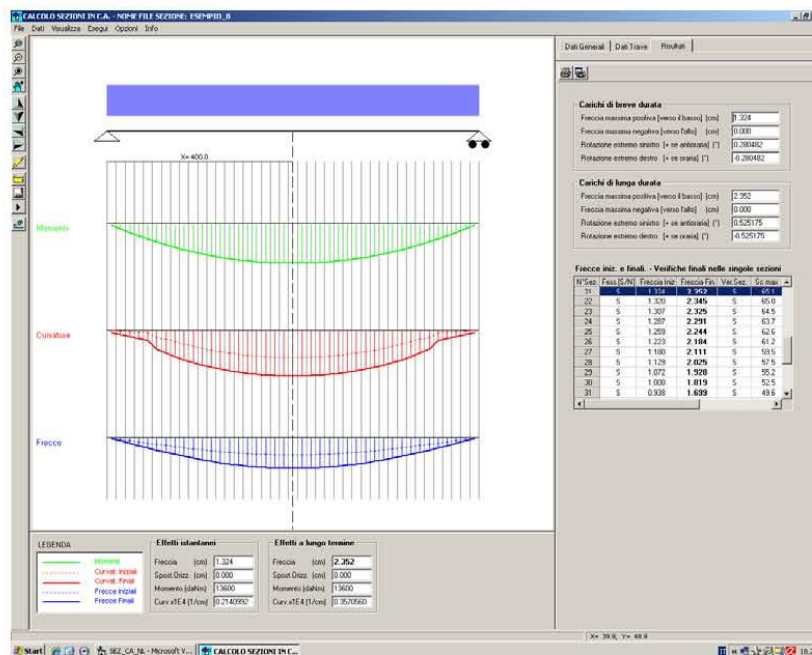 CALCOLO SEZIONI IN C.A. - NOME FILE SEZIONE: ESEMPIO_8
File Dati Visualizza Esegui Opzioni Info
Dati Generali Dati Trave Risultati
X= 400.0
Momento
Curvature
Frecce
Carichi di breve durata
Freccia massima positiva [verso il basso] (cm) 1.324
Freccia massima negativa [verso l'alto] (cm) 0.000
Rotazione estremo sinistro [+ se antioraria] (°) 0.280482
Rotazione estremo destro [+ se oraria] (°) -0.280482
Carichi di lunga durata
Freccia massima positiva [verso il basso] (cm) 2.352
Freccia massima negativa [verso l'alto] (cm) 0.000
Rotazione estremo sinistro [+ se antioraria] (°) 0.525175
Rotazione estremo destro [+ se oraria] (°) -0.525175
Frecce iniz. e finali. - Verifiche finali nelle singole sezioni
N°Sez. Fess.[S/N] Freccia Iniz Freccia Fin. Ver.Sez. Sc max
21 S 1.324 2.352 S 65.1
22 S 1.320 2.345 S 65.0
23 S 1.307 2.325 S 64.5
24 S 1.287 2.291 S 63.7
25 S 1.259 2.244 S 62.6
26 S 1.223 2.184 S 61.2
27 S 1.180 2.111 S 59.5
28 S 1.129 2.025 S 57.5
29 S 1.072 1.928 S 55.2
30 S 1.008 1.819 S 52.5
31 S 0.938 1.699 S 49.6
LEGENDA
Momenti
Curvat. Iniziali
Curvat. Finali
Frecce Iniziali
Frecce Finali
Effetti istantanei
Freccia (cm) 1.324
Spost.Orizz. (cm) 0.000
Momento (daNm) 13600
Curv.x1E4 (1/cm) 0.2140992
Effetti a lungo termine
Freccia (cm) 2.352
Spost.Orizz. (cm) 0.000
Momento (daNm) 13600
Curv.x1E4 (1/cm) 0.3570560
X= 39.8, Y= 48.8
Start SEZ_CA_NL - Microsoft V... CALCOLO SEZIONI IN C...